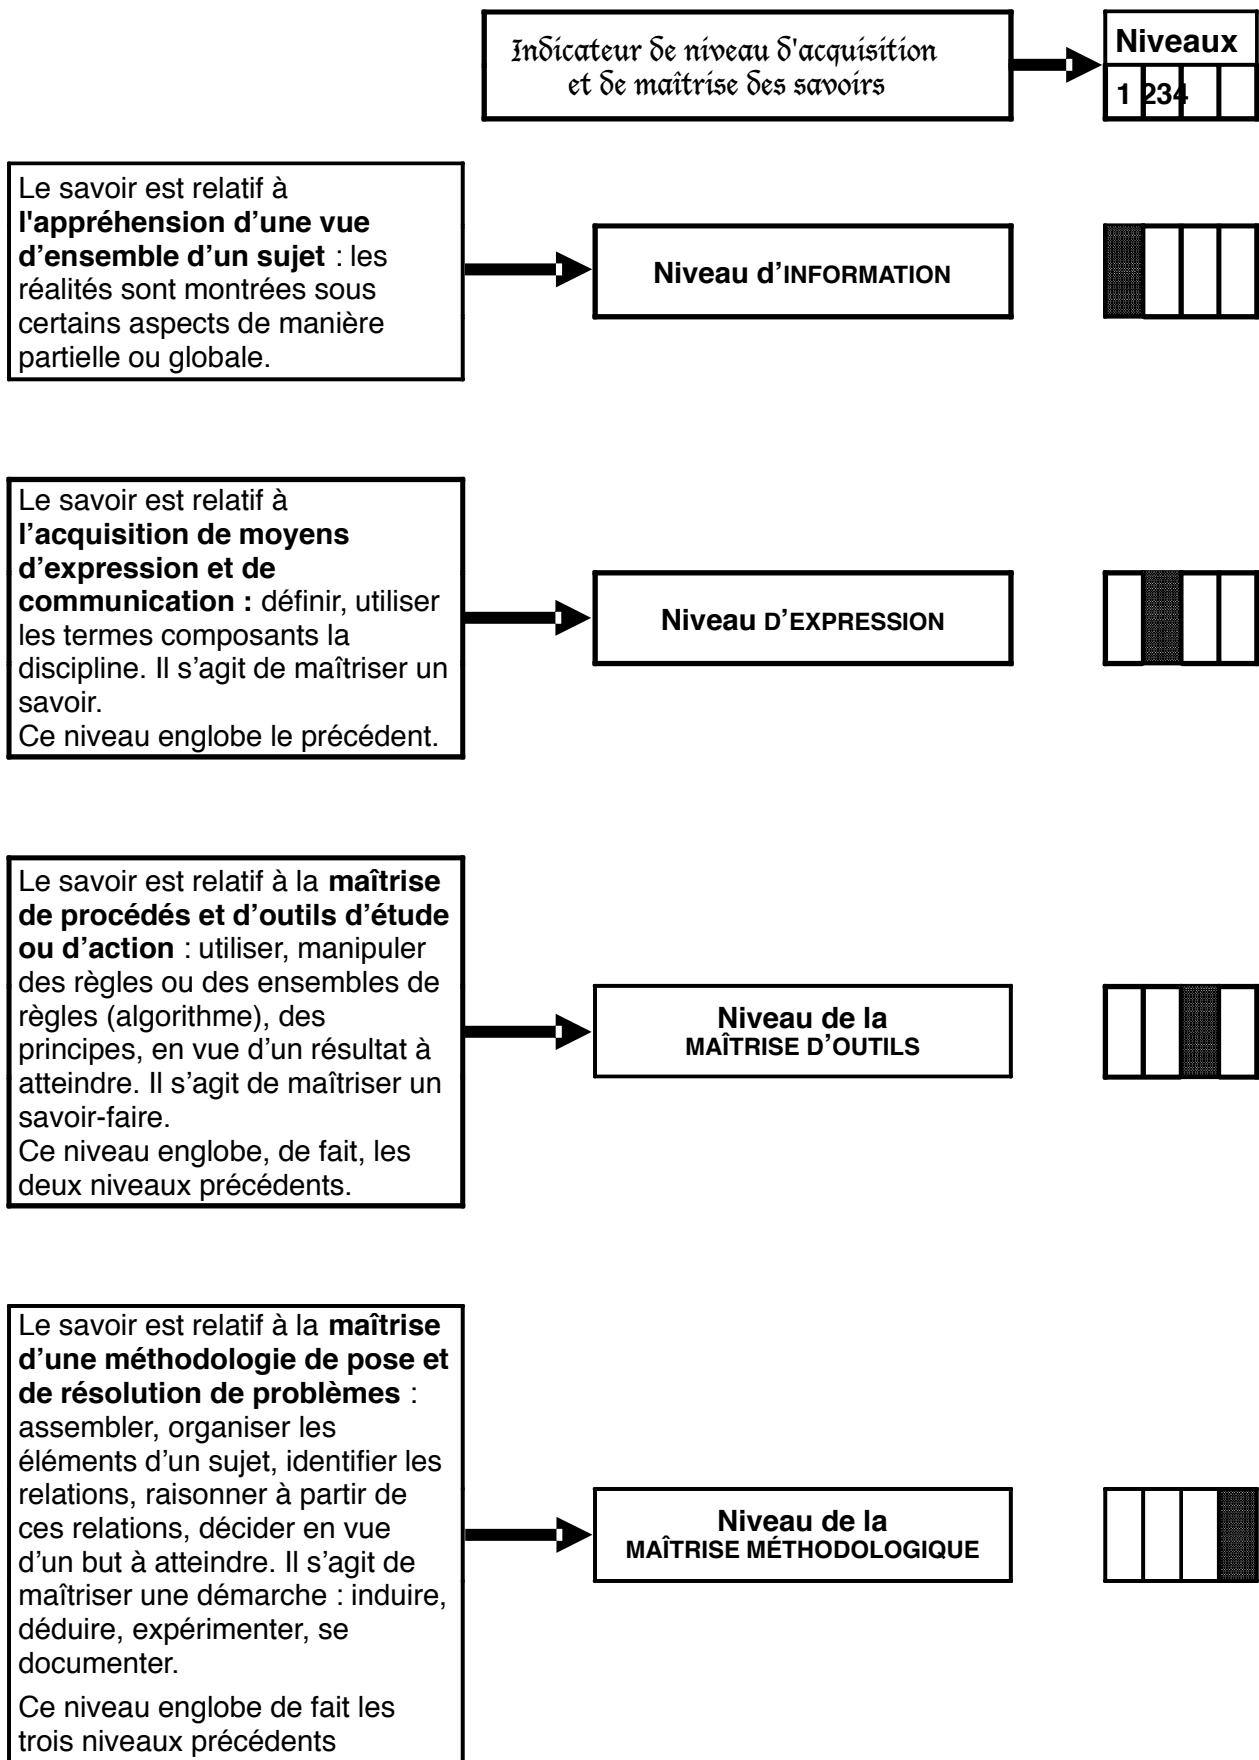 Indicateur de niveau d'acquisition
et de maîtrise des savoirs
Niveaux
1 234
Le savoir est relatif à
l'appréhension d’une vue
d’ensemble d’un sujet : les
réalités sont montrées sous
certains aspects de manière
partielle ou globale.
Niveau d’INFORMATION
Le savoir est relatif à
l’acquisition de moyens
d’expression et de
communication : définir, utiliser
les termes composants la
discipline. Il s’agit de maîtriser un
savoir.
Ce niveau englobe le précédent.
Niveau D’EXPRESSION
Le savoir est relatif à la maîtrise
de procédés et d’outils d’étude
ou d’action : utiliser, manipuler
des règles ou des ensembles de
règles (algorithme), des
principes, en vue d’un résultat à
atteindre. Il s’agit de maîtriser un
savoir-faire.
Ce niveau englobe, de fait, les
deux niveaux précédents.
Niveau de la
MAÎTRISE D’OUTILS
Le savoir est relatif à la maîtrise
d’une méthodologie de pose et
de résolution de problèmes :
assembler, organiser les
éléments d’un sujet, identifier les
relations, raisonner à partir de
ces relations, décider en vue
d’un but à atteindre. Il s’agit de
maîtriser une démarche : induire,
déduire, expérimenter, se
documenter.
Ce niveau englobe de fait les
trois niveaux précédents
Niveau de la
MAÎTRISE MÉTHODOLOGIQUE